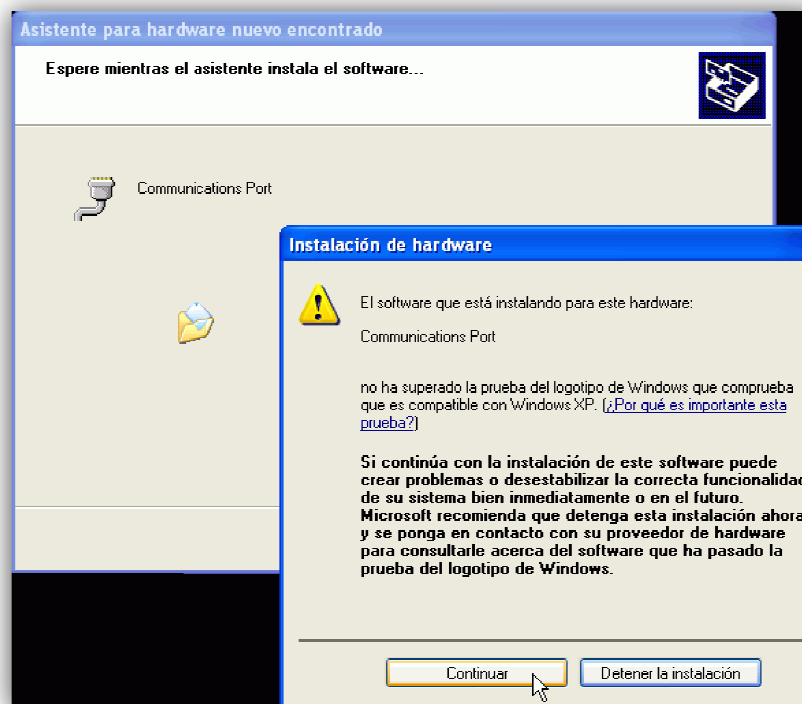 Asistente para hardware nuevo encontrado
Espere mientras el asistente instala el software...
Communications Port
Instalación de hardware
El software que está instalando para este hardware:
Communications Port
no ha superado la prueba del logotipo de Windows que comprueba
que es compatible con Windows XP. (¿Por qué es importante esta
prueba?)
Si continúa con la instalación de este software puede
crear problemas o desestabilizar la correcta funcionalidad
de su sistema bien inmediatamente o en el futuro.
Microsoft recomienda que detenga esta instalación ahora
y se ponga en contacto con su proveedor de hardware
para consultarle acerca del software que ha pasado la
prueba del logotipo de Windows.
Continuar
Detener la instalación